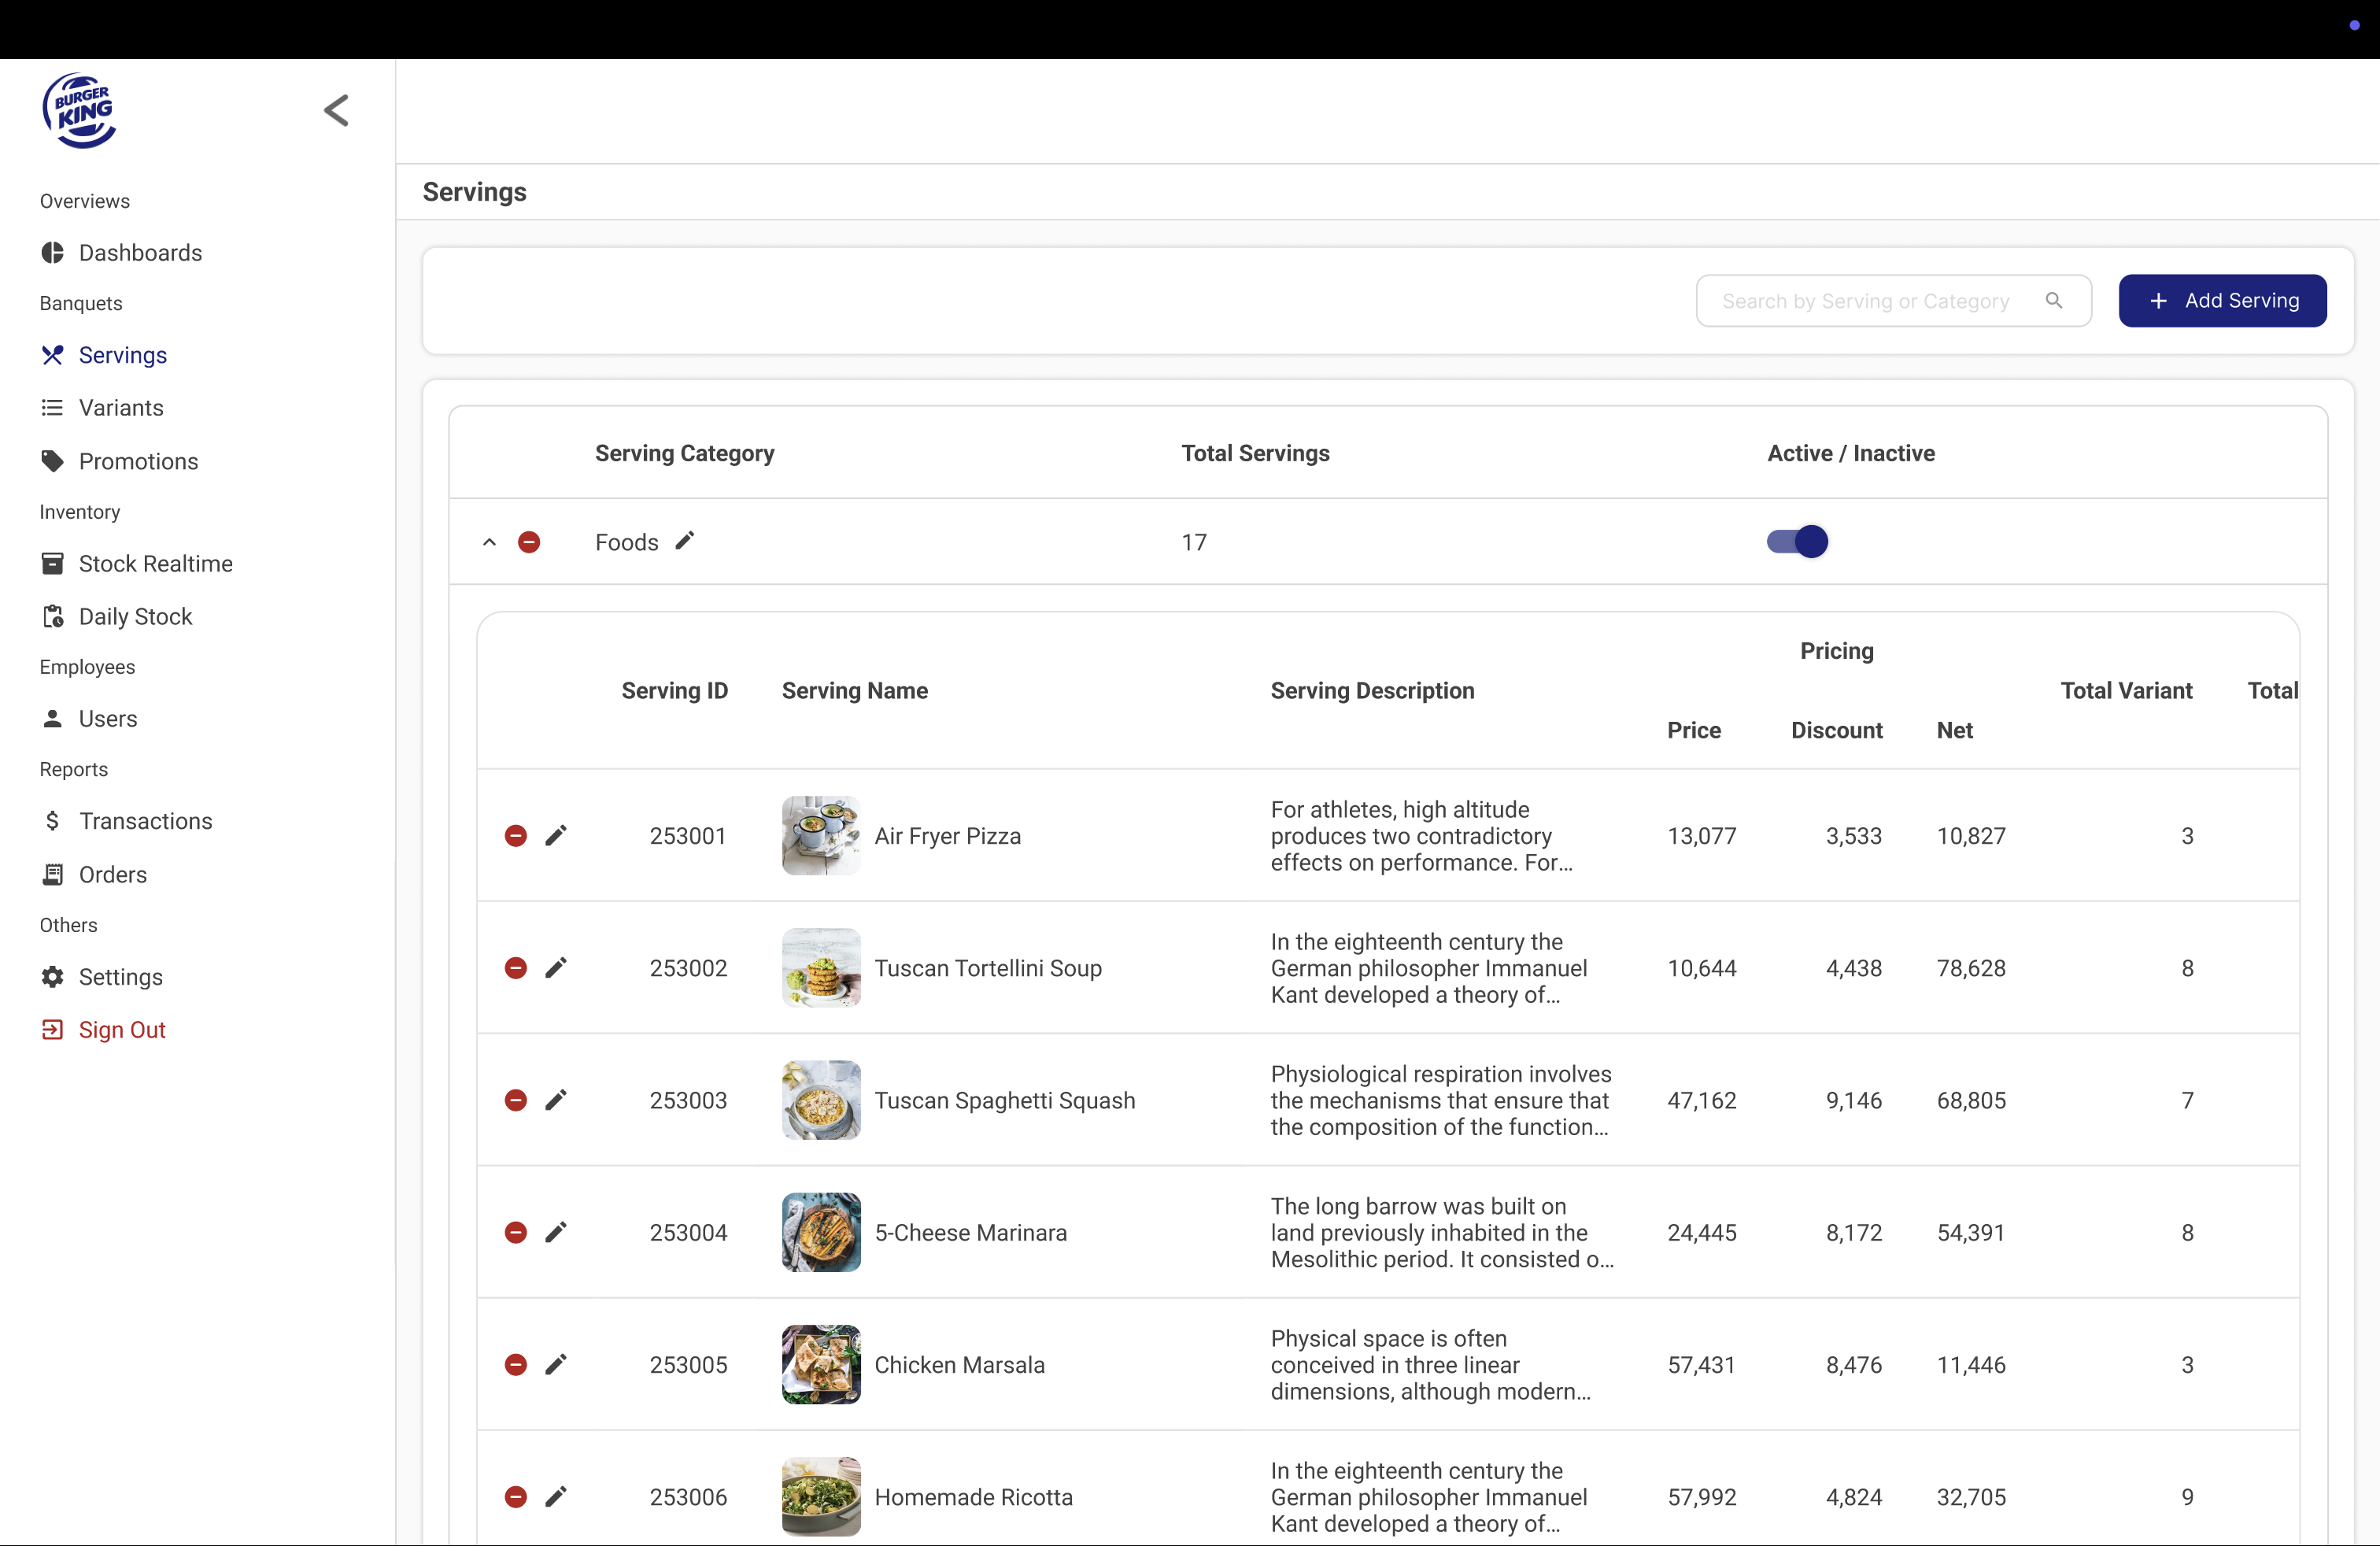 BURGER
KING
Overviews
Dashboards
Banquets
Servings
Variants
Promotions
Inventory
Stock Realtime
Daily Stock
Employees
Users
Reports
Transactions
Orders
Others
Settings
Sign Out
Servings
Search by Serving or Category
+ Add Serving
Serving Category Total Servings Active / Inactive
Foods 17
Pricing
Serving ID Serving Name Serving Description Total Variant Total
Price Discount Net
253001 Air Fryer Pizza
For athletes, high altitude
produces two contradictory
effects on performance. For...
13,077 3,533 10,827 3
253002 Tuscan Tortellini Soup
In the eighteenth century the
German philosopher Immanuel
Kant developed a theory of...
10,644 4,438 78,628 8
253003 Tuscan Spaghetti Squash
Physiological respiration involves
the mechanisms that ensure that
the composition of the function...
47,162 9,146 68,805 7
253004 5-Cheese Marinara
The long barrow was built on
land previously inhabited in the
Mesolithic period. It consisted o...
24,445 8,172 54,391 8
253005 Chicken Marsala
Physical space is often
conceived in three linear
dimensions, although modern...
57,431 8,476 11,446 3
253006 Homemade Ricotta
In the eighteenth century the
German philosopher Immanuel
Kant developed a theory of...
57,992 4,824 32,705 9